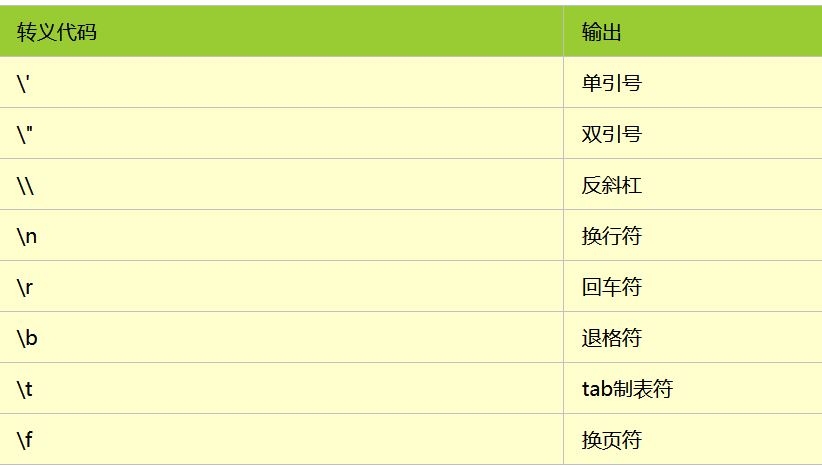 转义代码 输出
\' 单引号
\" 双引号
\\ 反斜杠
\n 换行符
\r 回车符
\b 退格符
\t tab制表符
\f 换页符